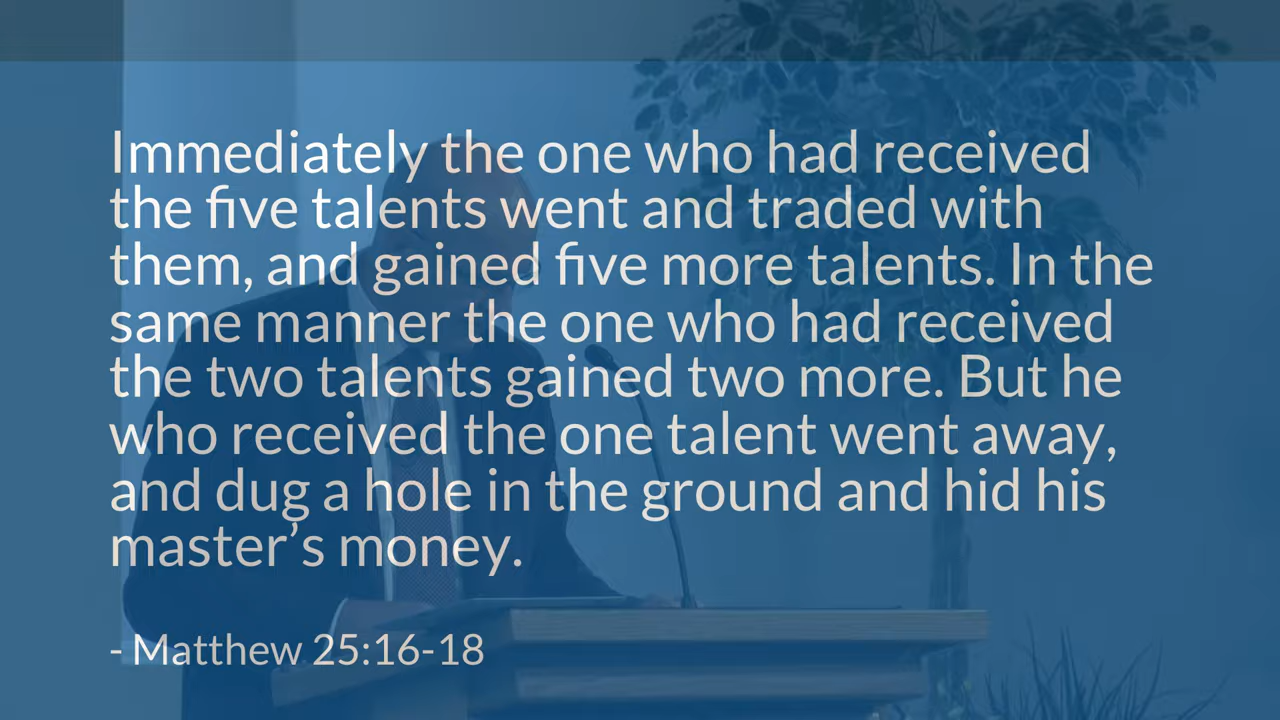 Immediately the one who had received
the five talents went and traded with
them, and gained five more talents. In the
same manner the one who had received
the two talents gained two more. But he
who received the one talent went away,
and dug a hole in the ground and hid his
master’s money.
- Matthew 25:16-18